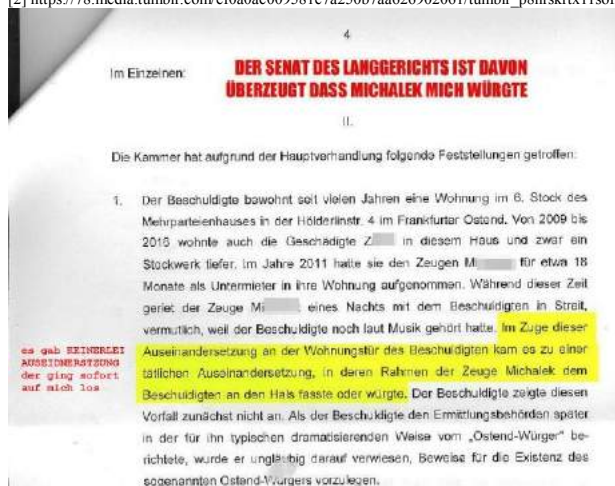 4
Im Einzelnen:
DER SENAT DES LANGGERICHTS IST DAVON
ÜBERZEUGT DASS MICHALEK MICH WÜRGTE
II.
Die Kammer hat aufgrund der Hauptverhandlung folgende Feststellungen getroffen:
1. Der Beschuldigte bewohnt seit vielen Jahren eine Wohnung im 6. Stock des
Mehrparteienhauses in der Hölderlinstr. 4 im Frankfurter Ostend. Von 2009 bis
2016 wohnte auch die Geschädigte Z in diesem Haus und zwar ein
Stockwerk tiefer. Im Jahre 2011 hatte sie den Zeugen Mi für etwa 18
Monate als Untermieter in ihre Wohnung aufgenommen. Während dieser Zeit
geriet der Zeuge Mi eines Nachts mit dem Beschuldigten in Streit,
vermutlich, weil der Beschuldigte noch laut Musik gehört hatte. Im Zuge dieser
Auseinandersetzung an der Wohnungstür des Beschuldigten kam es zu einer
tätlichen Auseinandersetzung, in deren Rahmen der Zeuge Michalek dem
Beschuldigten an den Hals fasste oder würgte. Der Beschuldigte zeigte diesen
Vorfall zunächst nicht an. Als der Beschuldigte den Ermittlungsbehörden später
in der für ihn typischen dramatisierenden Weise vom „Ostend-Würger“ be-
richtete, wurde er ungläubig darauf verwiesen, Beweise für die Existenz des
sogenannten Ostend-Würgers vorzulegen.
es gab KEINERLEI
AUSEIDNERSTZUNG
der ging sofort
auf mich los